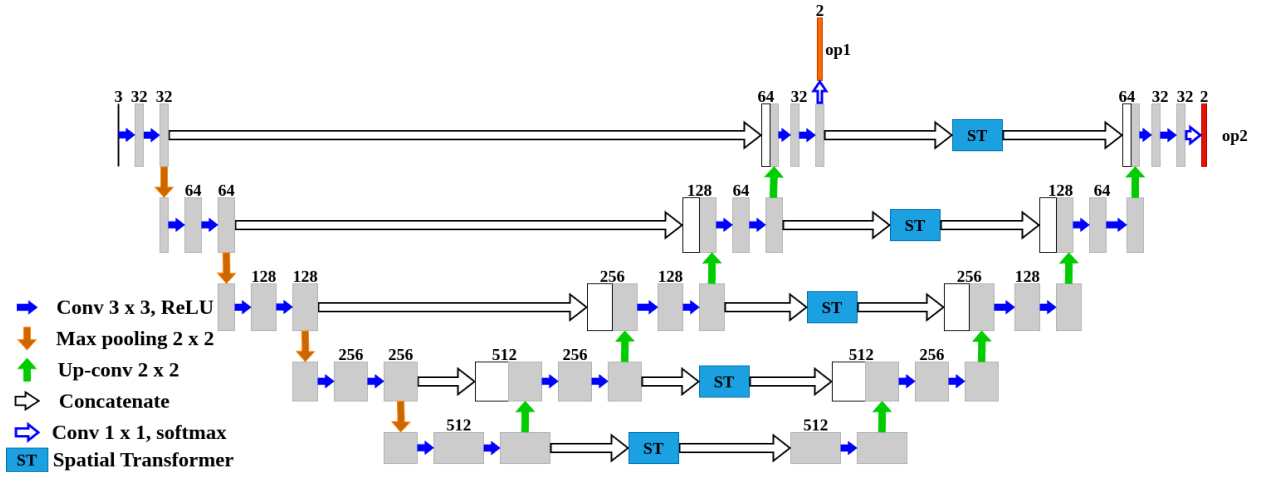 2
op1
3 32 32 64 32 64 32 32 2
ST
op2
64 64 128 64 128 64
ST
128 128 256 128 256 128
Conv 3 x 3, ReLU
ST
Max pooling 2 x 2
256 256 512 256 512 256
Up-conv 2 x 2
ST
Concatenate
512 512
Conv 1 x 1, softmax
ST
ST Spatial Transformer